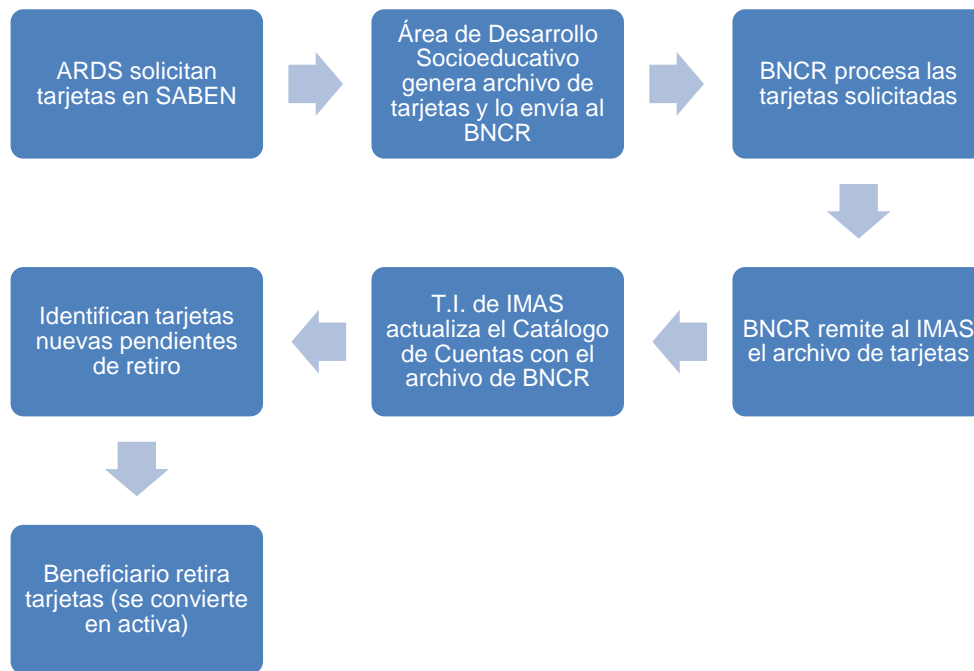 ARDS solicitan
tarjetas en SABEN
Área de Desarrollo
Socioeducativo
genera archivo de
tarjetas y lo envía al
BNCR
BNCR procesa las
tarjetas solicitadas
BNCR remite al IMAS
el archivo de tarjetas
T.I. de IMAS
actualiza el Catálogo
de Cuentas con el
archivo de BNCR
Identifican tarjetas
nuevas pendientes
de retiro
Beneficiario retira
tarjetas (se convierte
en activa)